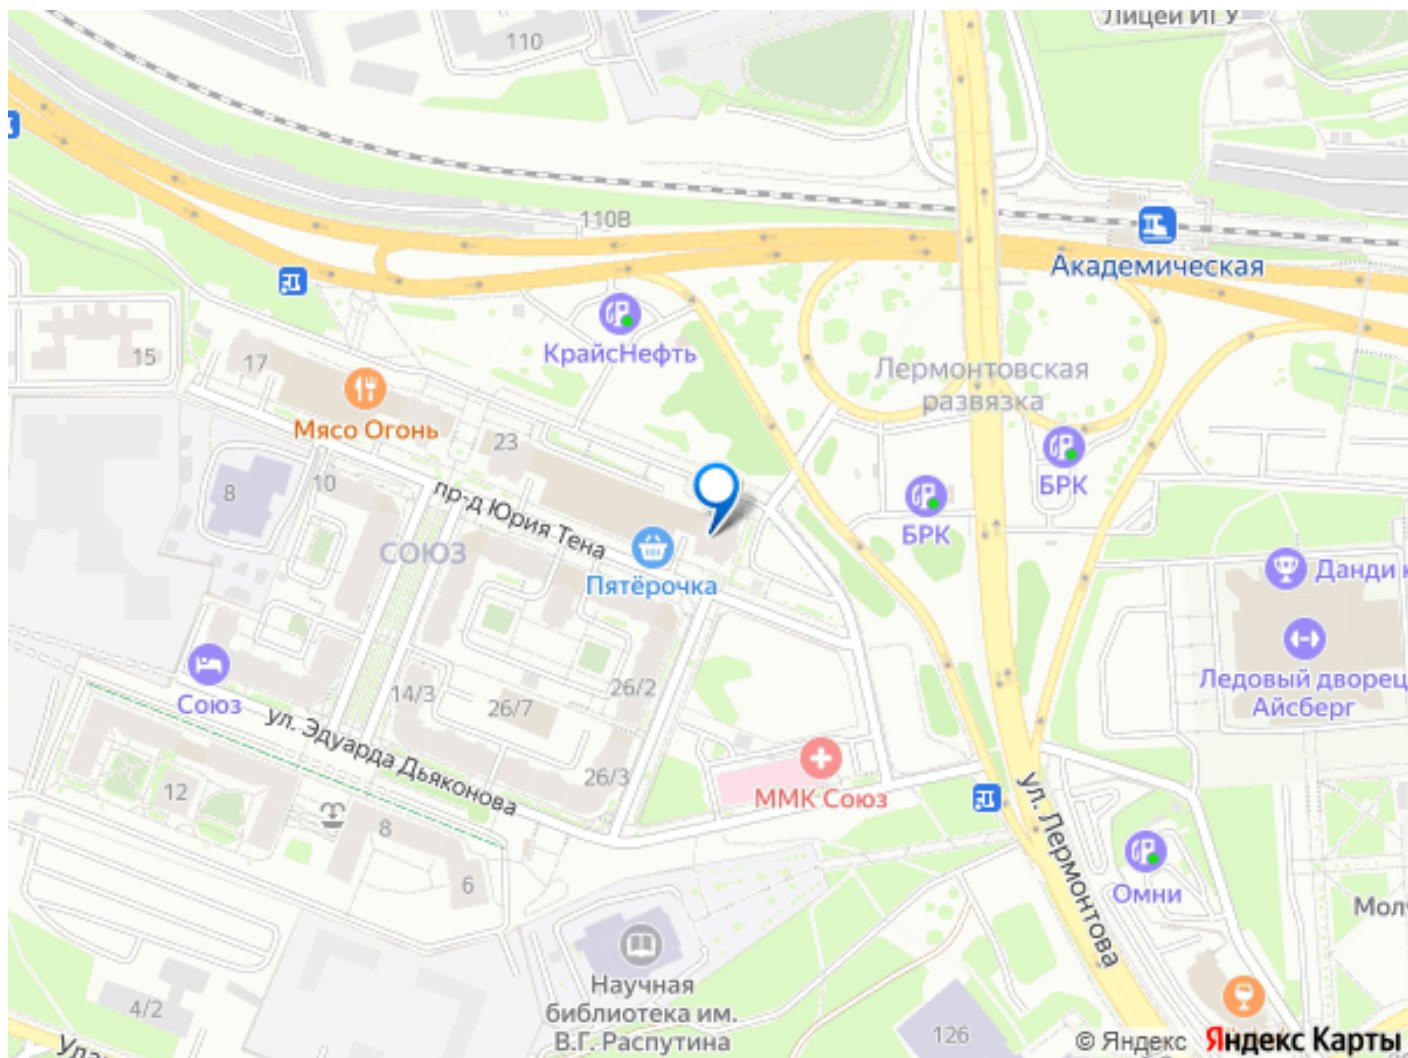 Лицей ИГУ
110
110В
Академическая
КрайсНефть
15
17
Лермонтовская
развязка
Мясо Огонь
23
БРК
8
10
пр-д Юрия Тена
БРК
СОЮЗ
Пятёрочка
Данди
Ледовый дворец
Айсберг
Союз
14/3
26/7
26/2
ул. Эдуарда Дьяконова
26/3
12
8
ММК Союз
ул. Лермонтова
6
Омни
Научная
библиотека им.
В.Г. Распутина
4/2
126
© Яндекс Яндекс Карты